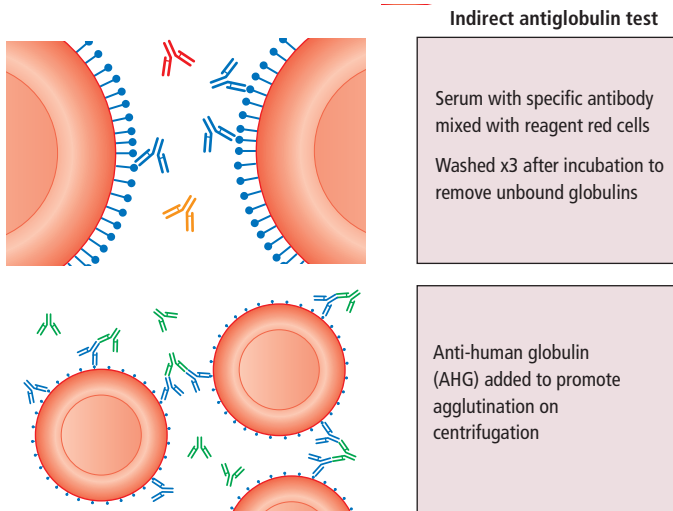 Indirect antiglobulin test
Serum with specific antibody
mixed with reagent red cells
Washed x3 after incubation to
remove unbound globulins
Anti-human globulin
(AHG) added to promote
agglutination on
centrifugation